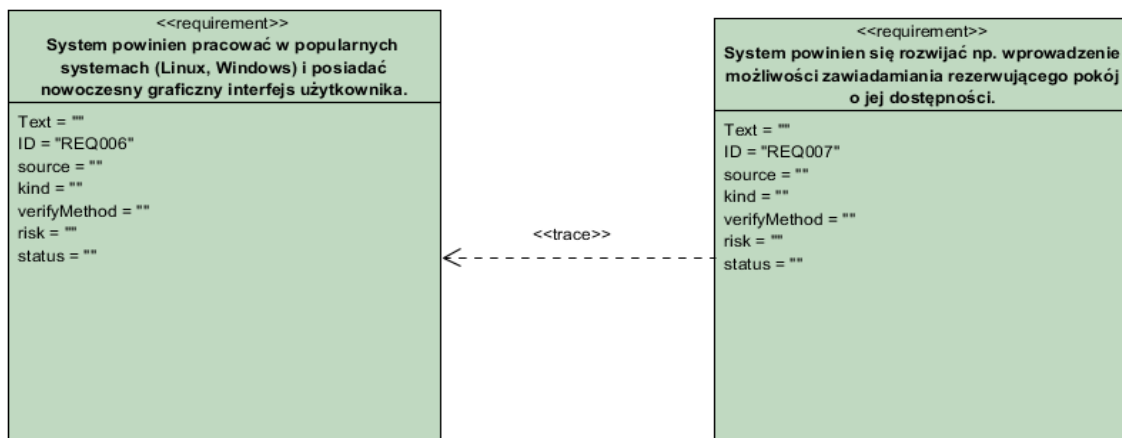 <<requirement>>
System powinien pracować w popularnych
systemach (Linux, Windows) i posiadać
nowoczesny graficzny interfejs użytkownika.
Text = ""
ID = "REQ006"
source = ""
kind = ""
verifyMethod = ""
risk = ""
status = ""
<<trace>>
<<requirement>>
System powinien się rozwijać np. wprowadzenie
możliwości zawiadamiania rezerwującego pokój
o jej dostępności.
Text = ""
ID = "REQ007"
source = ""
kind = ""
verifyMethod = ""
risk = ""
status = ""